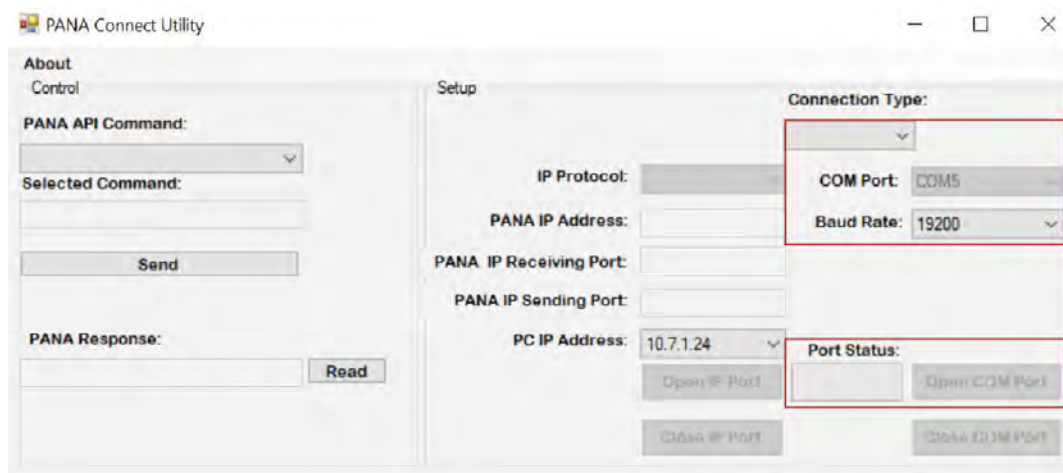 PANA Connect Utility
About
Control
PANA API Command:
Selected Command:
Send
PANA Response:
Read
Setup
Connection Type:
IP Protocol:
COM Port: COM5
PANA IP Address:
Baud Rate: 19200
PANA IP Receiving Port:
PANA IP Sending Port:
PC IP Address: 10.7.1.24
Port Status:
Open IP Port
Open COM Port
Close IP Port
Close COM Port